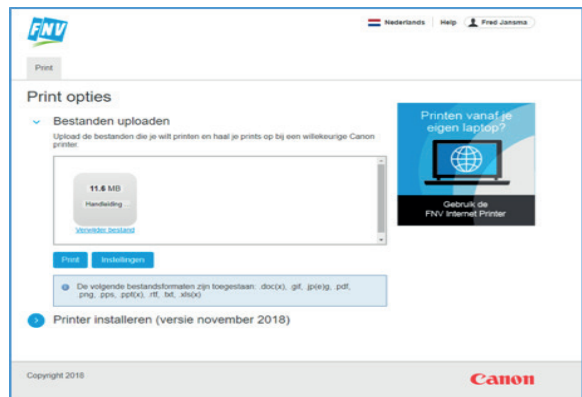 FNV
Nederlands Help Fred Jansma
Print
Print opties
Bestanden uploaden
Upload de bestanden die je wilt printen en haal je prints op bij een willekeurige Canon
printer.
11.6 MB
Handleiding
Verwijder bestand
Print Instellingen
De volgende bestandsformaten zijn toegestaan: .doc(x), .gif, .jp(e)g, .pdf,
.png, .pps, .ppt(x), .rtf, .txt, .xls(x)
Printer installeren (versie november 2018)
Printen vanaf je
eigen laptop?
Gebruik de
FNV Internet Printer
Copyright 2018
Canon